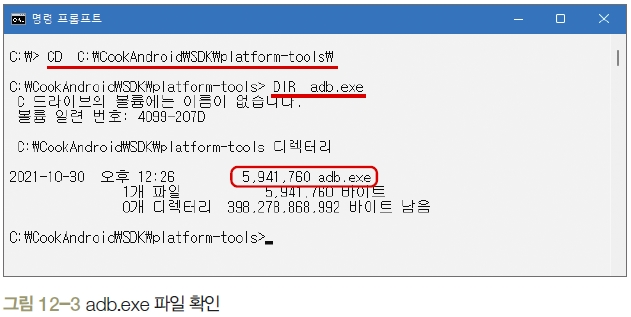 명령 프롬프트
C:₩> CD  C:₩CookAndroid₩SDK₩platform-tools₩
C:₩CookAndroid₩SDK₩platform-tools> DIR  adb.exe
C 드라이브의 볼륨에는 이름이 없습니다.
볼륨 일련 번호: 4099-207D
C:₩CookAndroid₩SDK₩platform-tools 디렉터리
2021-10-30  오후 12:26         5,941,760 adb.exe
1개 파일           5,941,760 바이트
0개 디렉터리  398,278,868,992 바이트 남음
C:₩CookAndroid₩SDK₩platform-tools>
그림 12-3 adb.exe 파일 확인